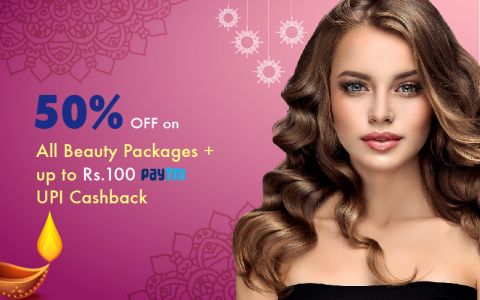 50% OFF on
All Beauty Packages +
up to Rs.100 paytm
UPI Cashback